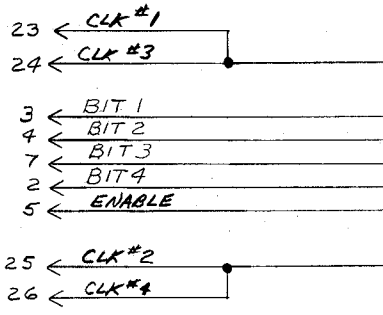 23 CLK #1
24 CLK #3
3 BIT 1
4 BIT 2
7 BIT 3
2 BIT 4
5 ENABLE
25 CLK #2
26 CLK #4